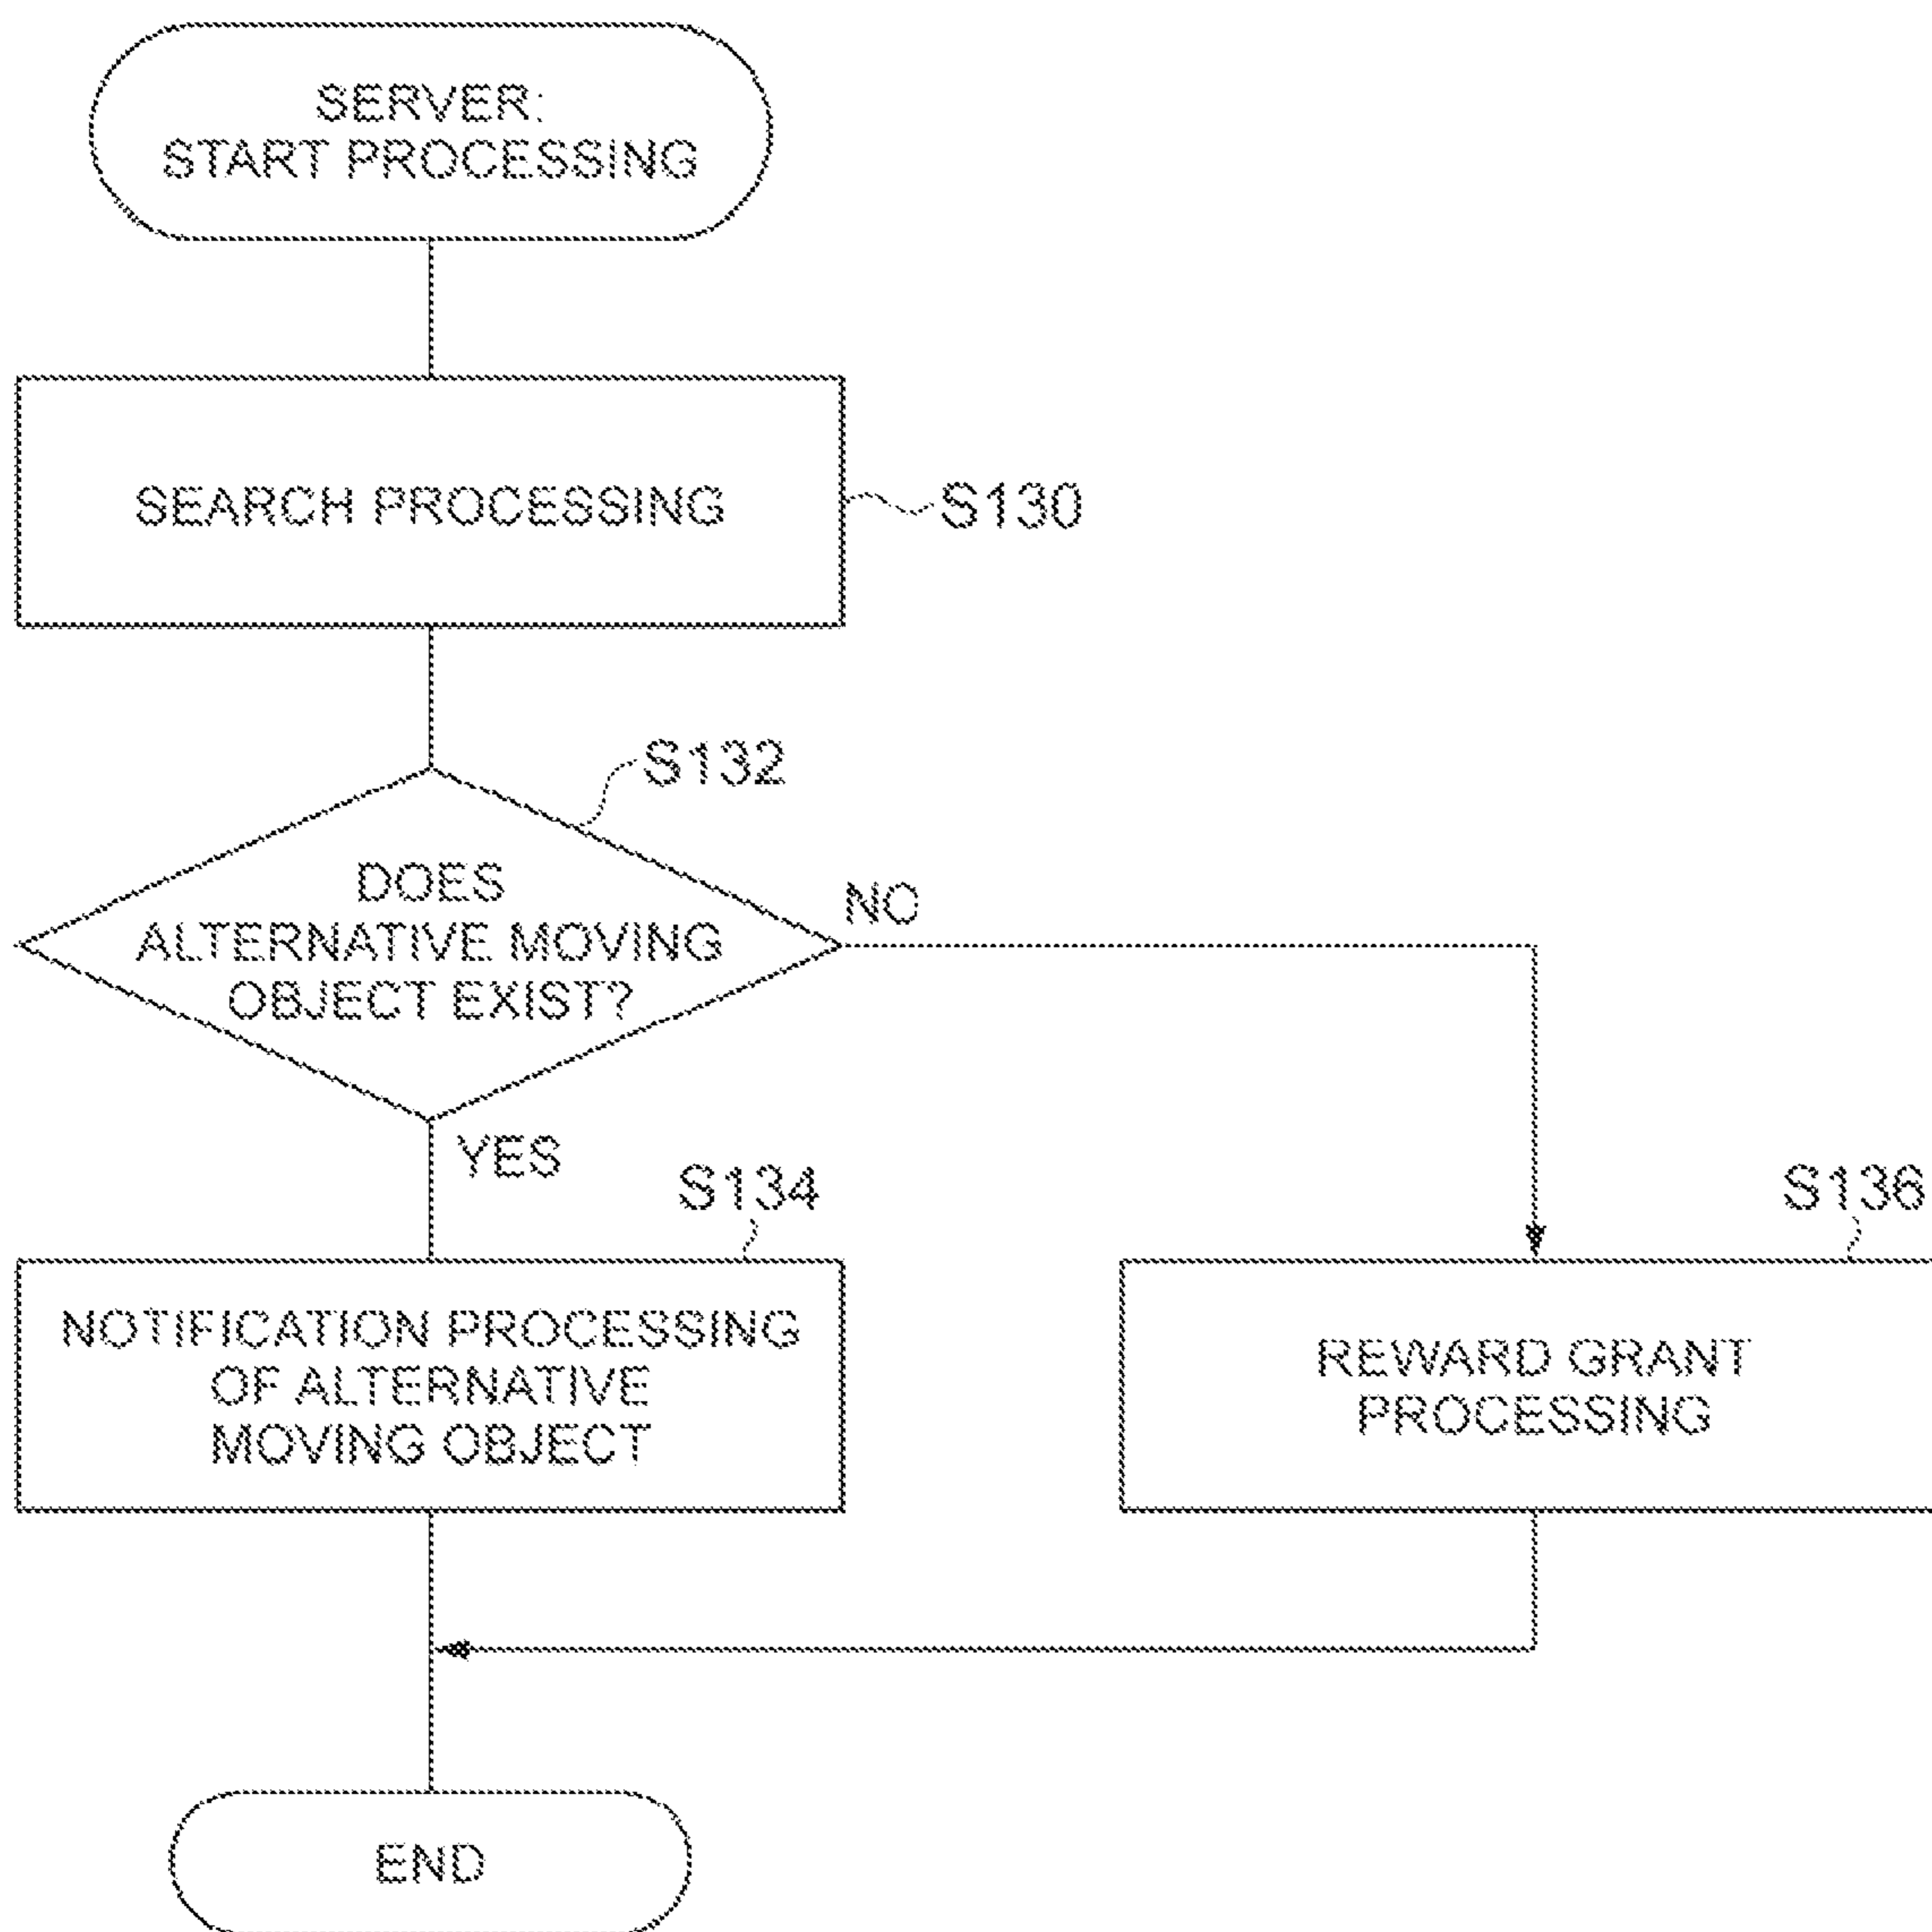 SERVER:
START PROCESSING
SEARCH PROCESSING
S130
S132
DOES
ALTERNATIVE MOVING
OBJECT EXIST?
NO
YES
S134
NOTIFICATION PROCESSING
OF ALTERNATIVE
MOVING OBJECT
S136
REWARD GRANT
PROCESSING
END